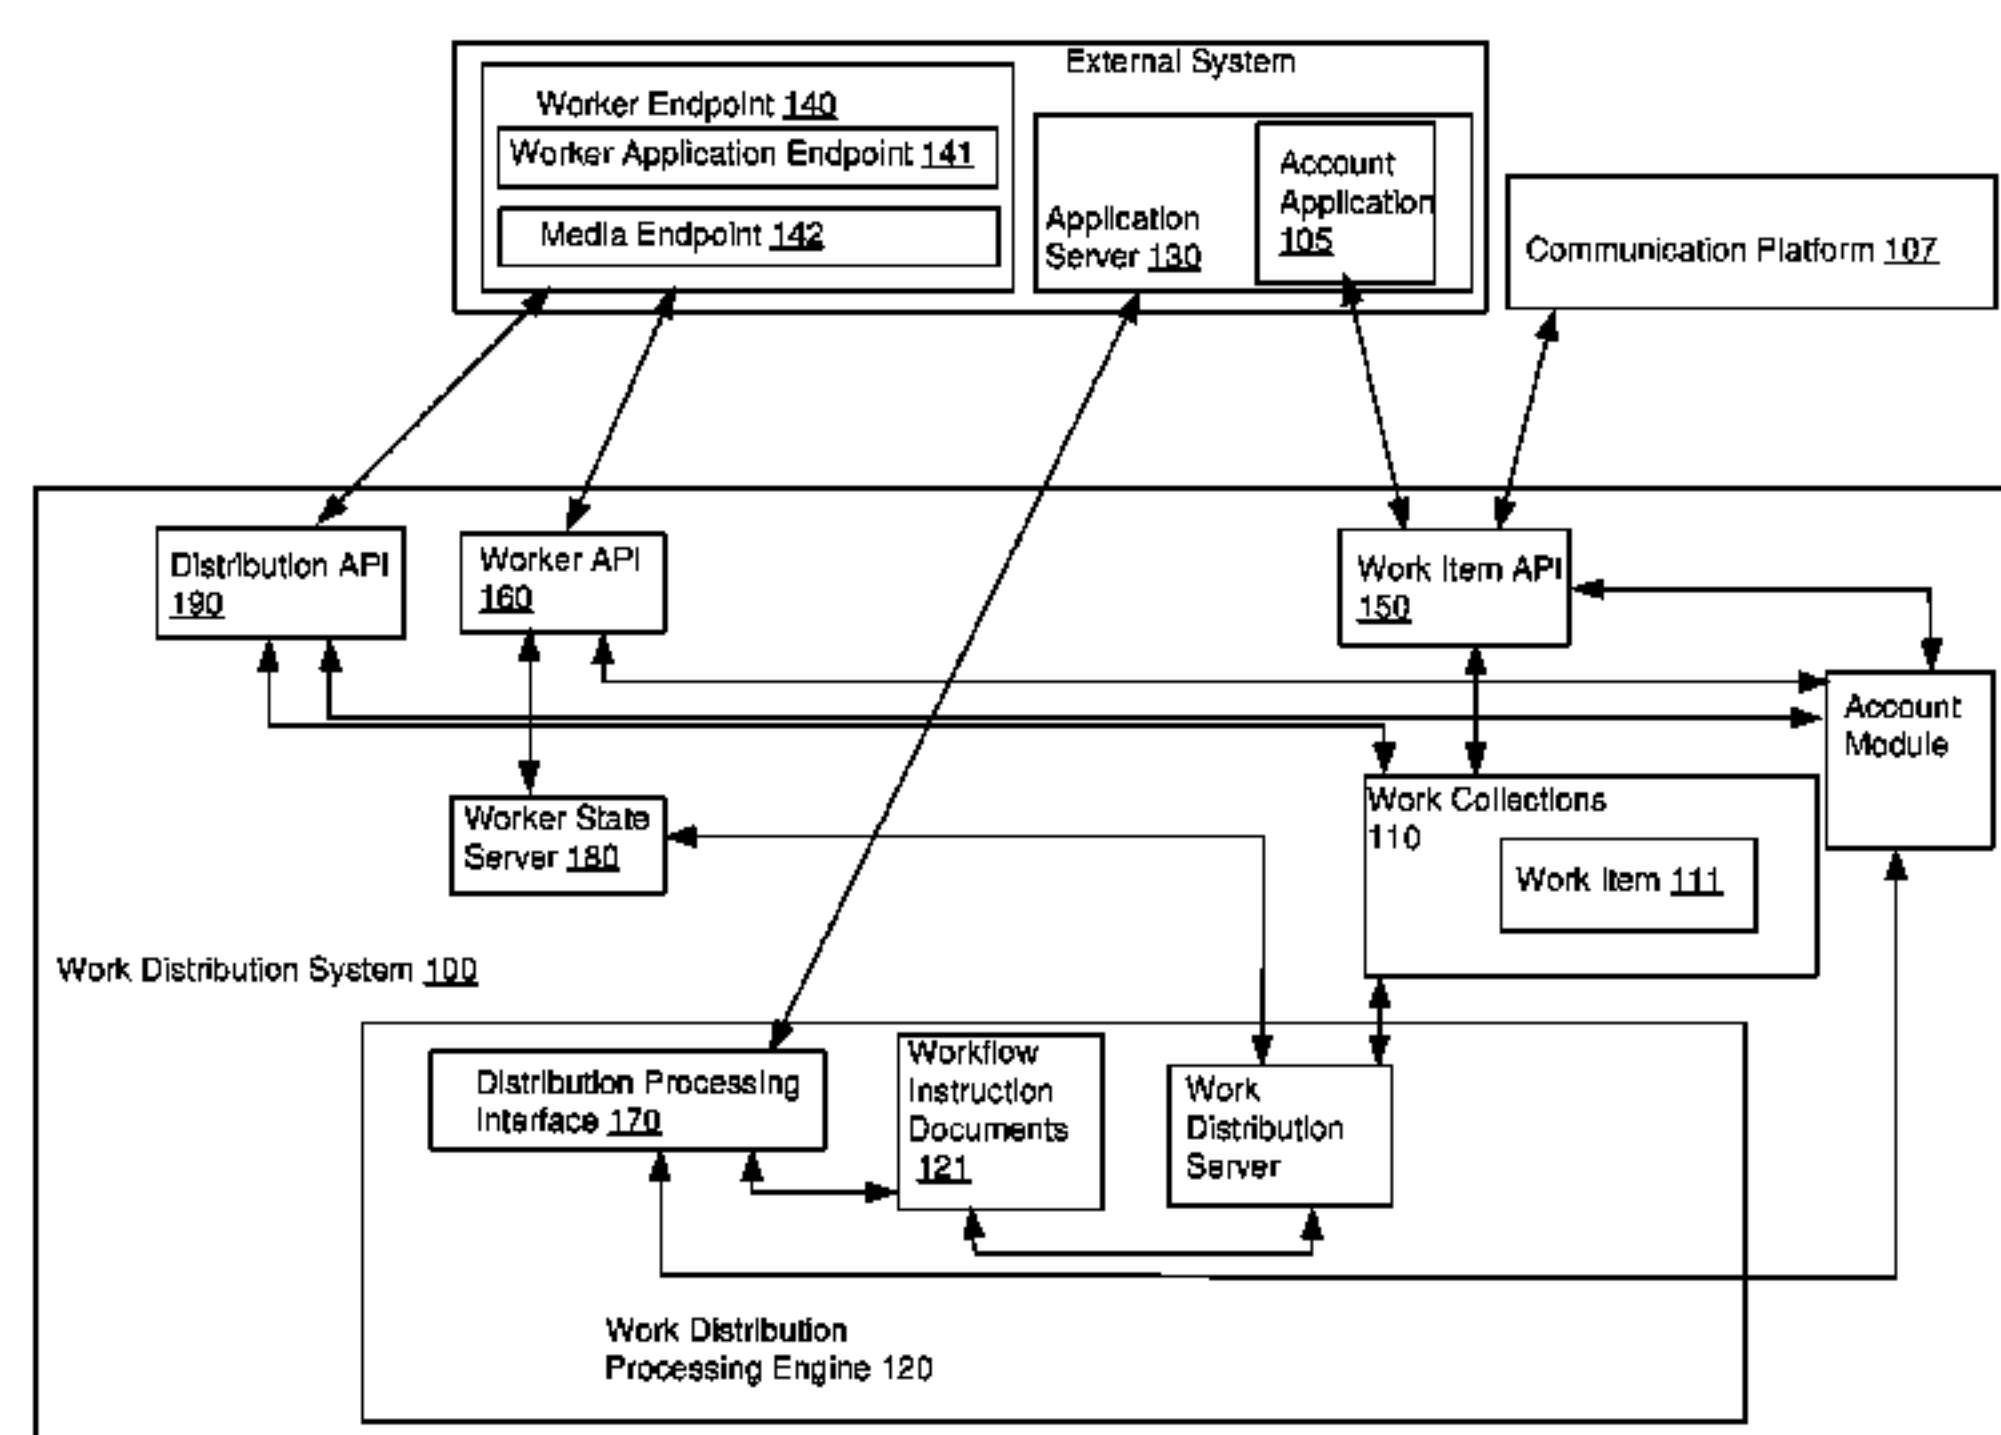 External System
Worker Endpoint 140
Worker Application Endpoint 141
Media Endpoint 142
Application
Server 130
Account
Application
105
Communication Platform 107
Distribution API
190
Worker API
160
Work Item API
150
Account
Module
Worker State
Server 180
Work Collections
110
Work Item 111
Work Distribution System 100
Distribution Processing
Interface 170
Workflow
Instruction
Documents
121
Work
Distribution
Server
Work Distribution
Processing Engine 120